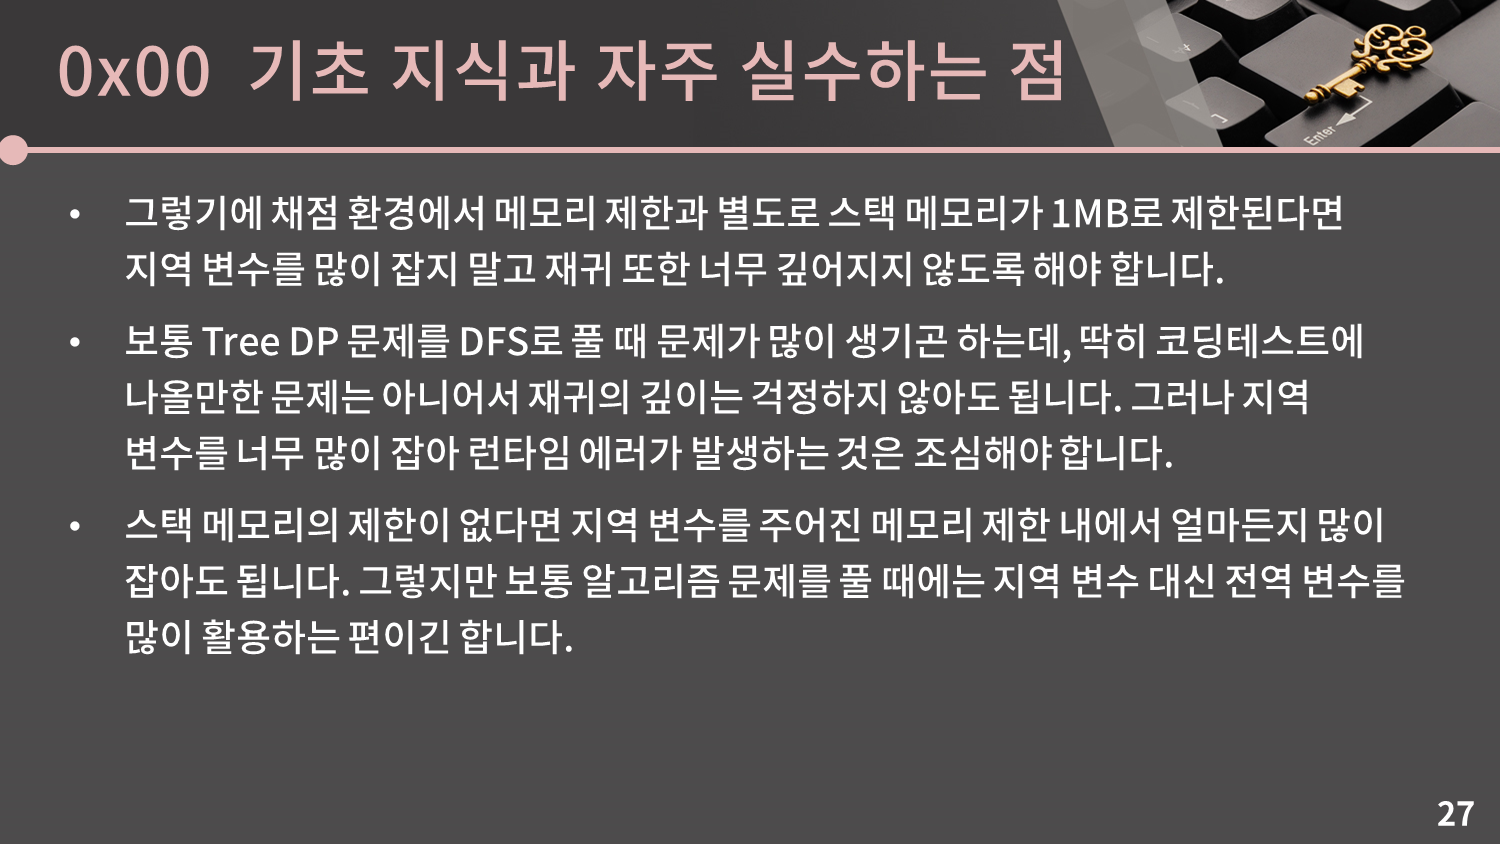 0x00 기초 지식과 자주 실수하는 점
Enter
• 그렇기에 채점 환경에서 메모리 제한과 별도로 스택 메모리가 1MB로 제한된다면
지역 변수를 많이 잡지 말고 재귀 또한 너무 깊어지지 않도록 해야 합니다.
• 보통 Tree DP 문제를 DFS로 풀 때 문제가 많이 생기곤 하는데, 딱히 코딩테스트에
나올만한 문제는 아니어서 재귀의 깊이는 걱정하지 않아도 됩니다. 그러나 지역
변수를 너무 많이 잡아 런타임 에러가 발생하는 것은 조심해야 합니다.
• 스택 메모리의 제한이 없다면 지역 변수를 주어진 메모리 제한 내에서 얼마든지 많이
잡아도 됩니다. 그렇지만 보통 알고리즘 문제를 풀 때에는 지역 변수 대신 전역 변수를
많이 활용하는 편이긴 합니다.
27